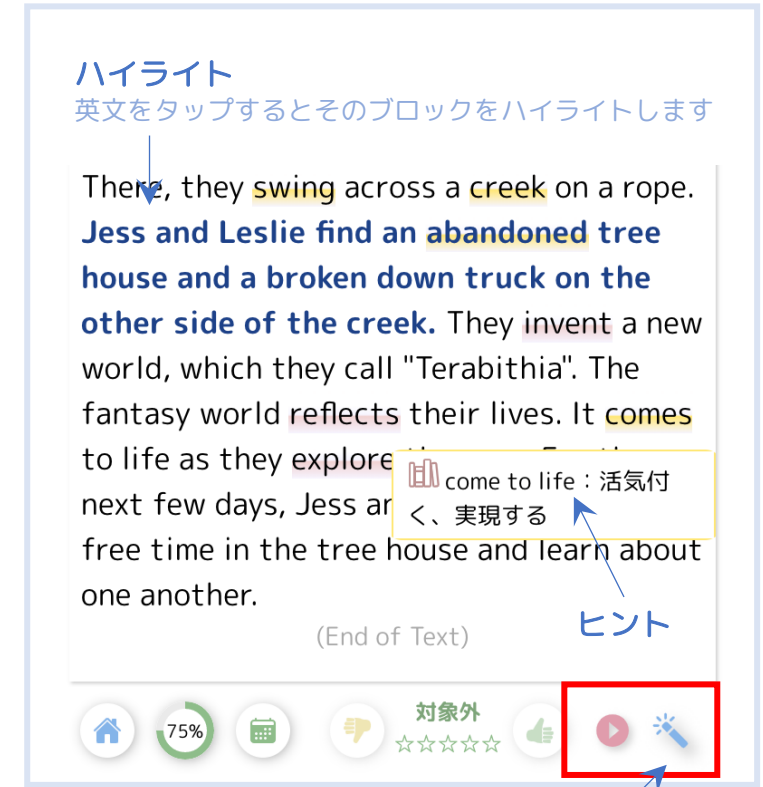 ハイライト
英文をタップするとそのブロックをハイライトします
There, they swing across a creek on a rope.
Jess and Leslie find an abandoned tree
house and a broken down truck on the
other side of the creek. They invent a new
world, which they call "Terabithia". The
fantasy world reflects their lives. It comes
to life as they explore
come to life：活気付
く、実現する
next few days, Jess
free time in the tree house and learn about
one another.
ヒント
(End of Text)
75%
対象外
☆☆☆☆☆